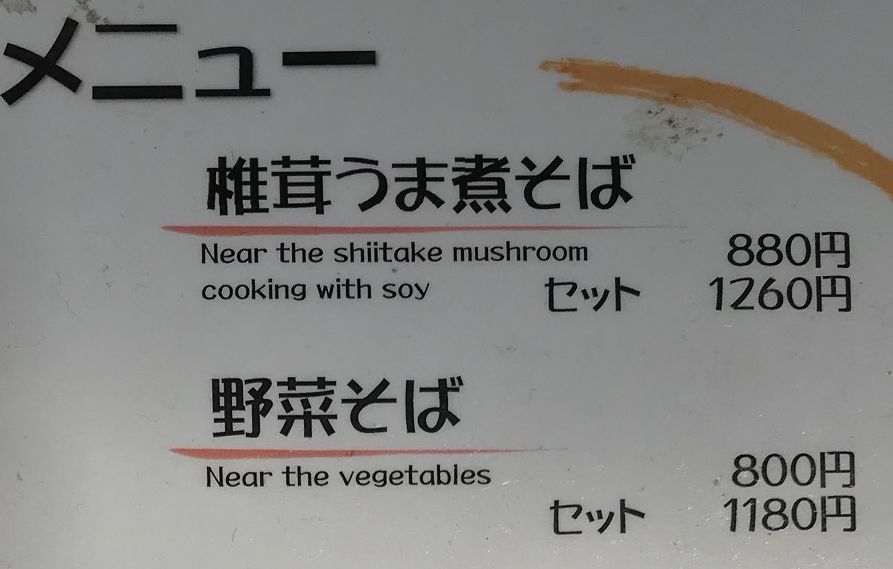 メニュー
椎茸うま煮そば
Near the shiitake mushroom 880円
cooking with soy セット 1260円
野菜そば
Near the vegetables 800円
セット 1180円